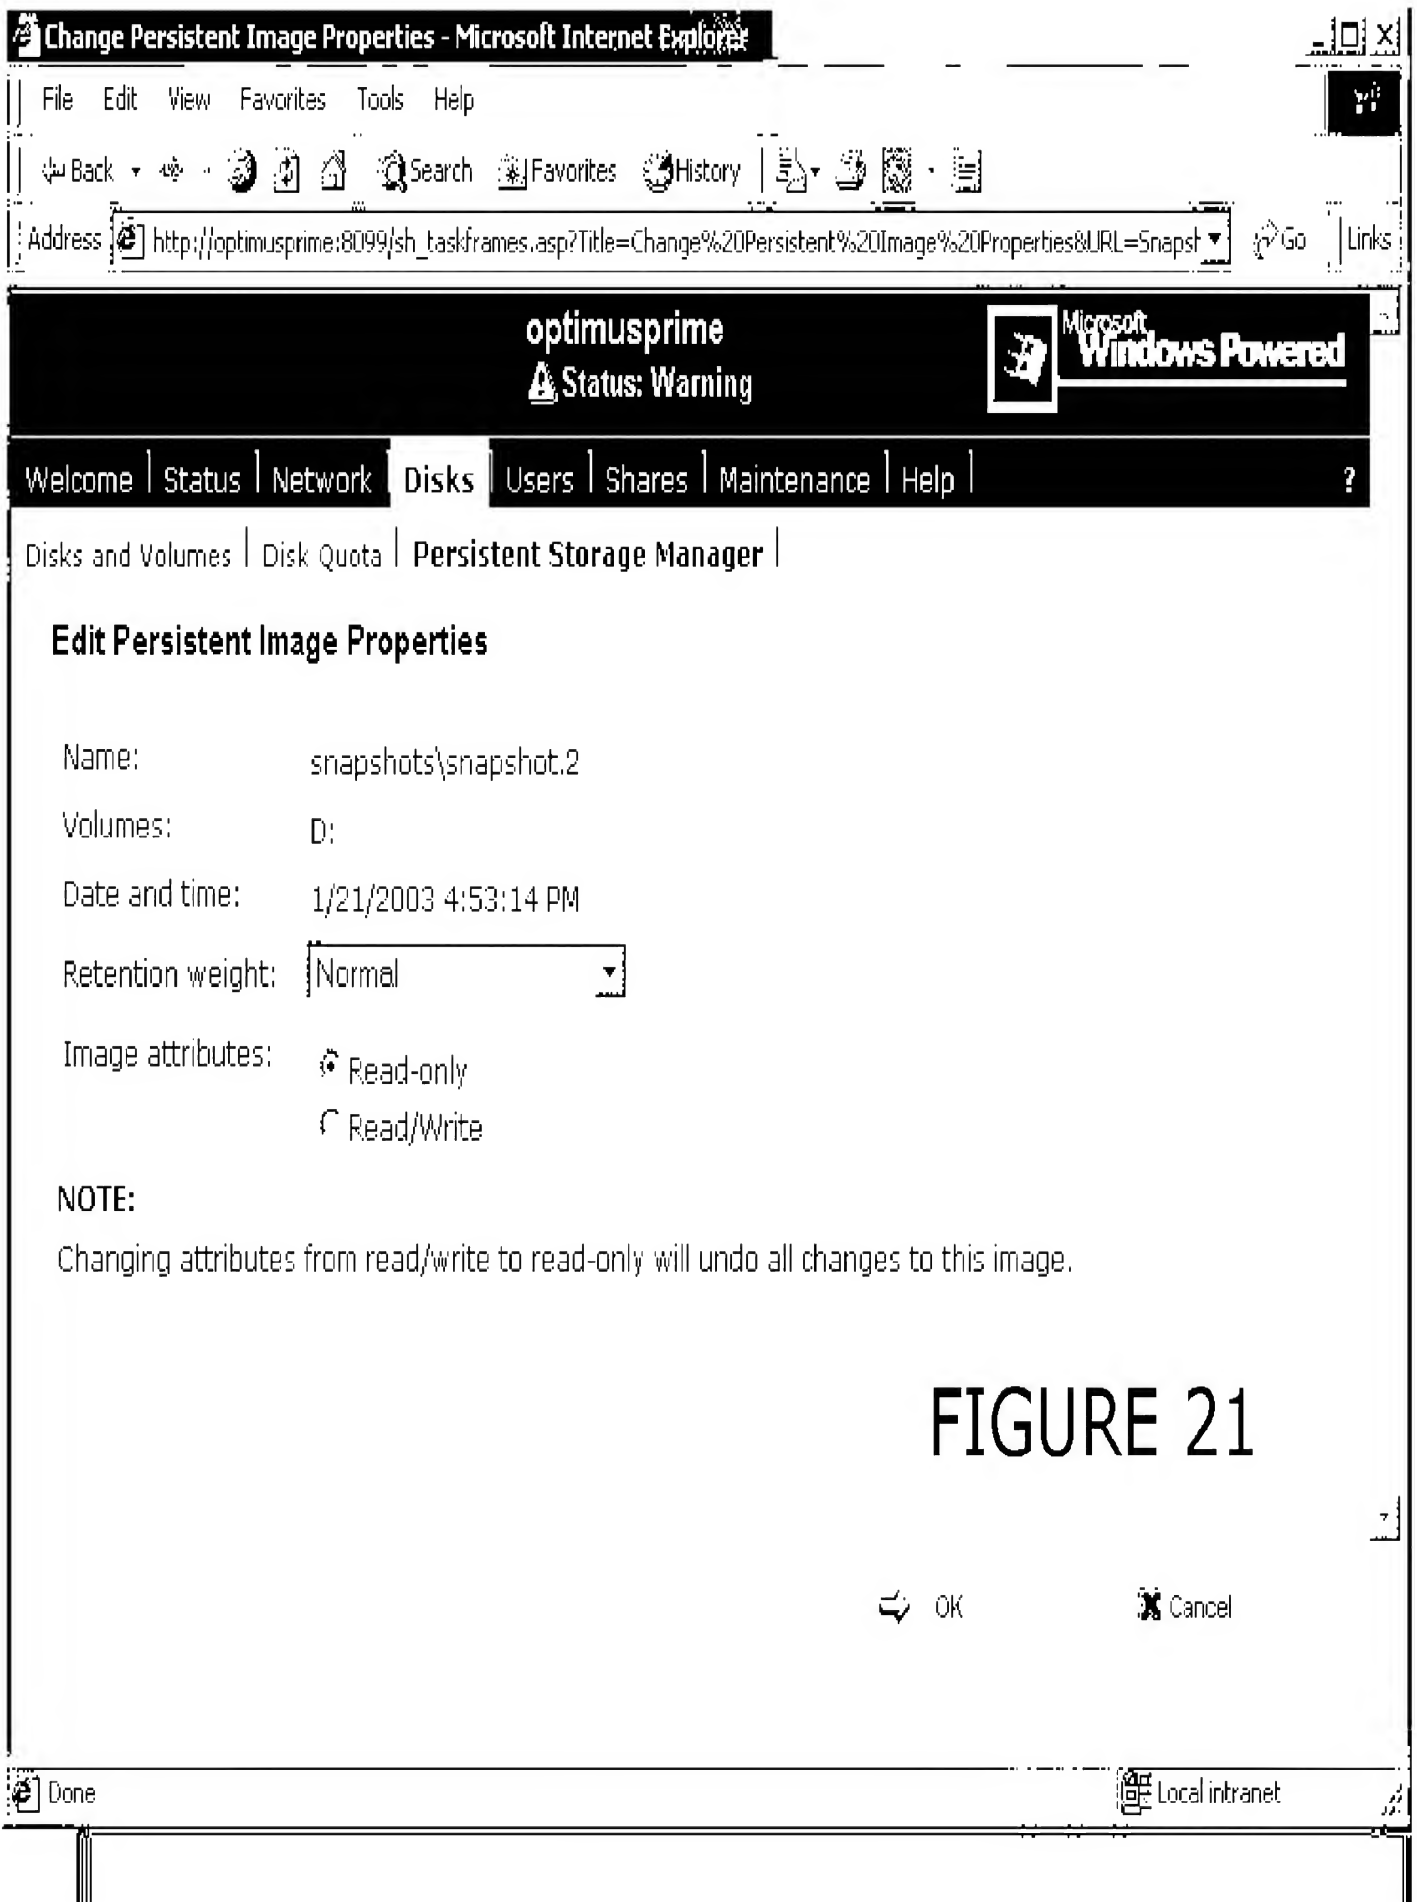 Change Persistent Image Properties - Microsoft Internet Explorer
File Edit View Favorites Tools Help
Back Search Favorites History
Address http://optimusprime:8099/sh_taskframes.asp?Title=Change%20Persistent%20Image%20Properties&URL=Snapsh Go Links
optimusprime
Status: Warning
Microsoft
Windows Powered
Welcome Status Network Disks Users Shares Maintenance Help ?
Disks and Volumes Disk Quota Persistent Storage Manager
Edit Persistent Image Properties
Name: snapshots\snapshot.2
Volumes: D:
Date and time: 1/21/2003 4:53:14 PM
Retention weight: Normal
Image attributes: Read-only
Read/Write
NOTE:
Changing attributes from read/write to read-only will undo all changes to this image.
FIGURE 21
OK Cancel
Done Local intranet